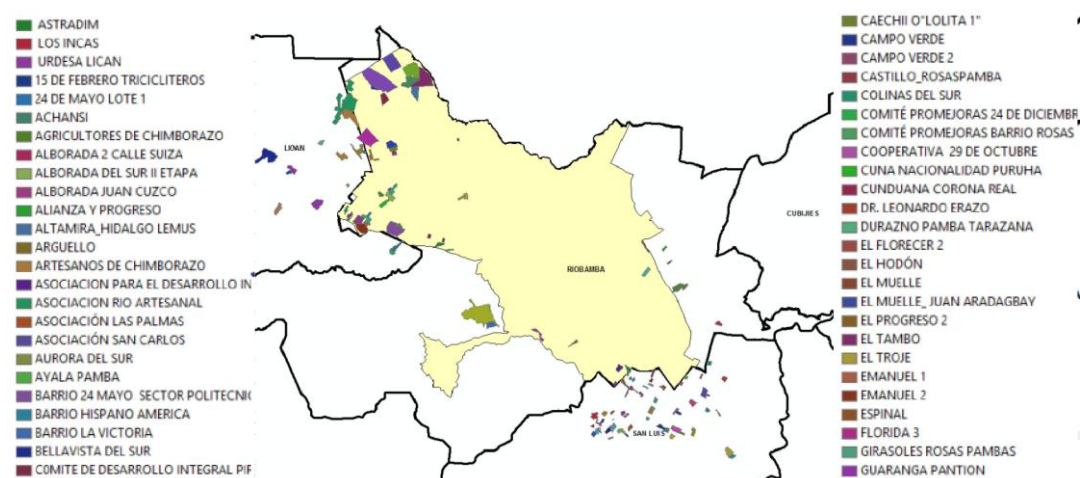 ASTRADIM
LOS INCAS
URDESA LICAN
15 DE FEBRERO TRICICLITEROS
24 DE MAYO LOTE 1
ACHANSI
AGRICULTORES DE CHIMBORAZO
ALBORADA 2 CALLE SUIZA
ALBORADA DEL SUR II ETAPA
ALBORADA JUAN CUZCO
ALIANZA Y PROGRESO
ALTAMIRA_HIDALGO LEMUS
ARGUELLO
ARTESANOS DE CHIMBORAZO
ASOCIACION PARA EL DESARROLLO IN
ASOCIACION RIO ARTESANAL
ASOCIACIÓN LAS PALMAS
ASOCIACIÓN SAN CARLOS
AURORA DEL SUR
AYALA PAMBA
BARRIO 24 MAYO SECTOR POLITECNIC
BARRIO HISPANO AMERICA
BARRIO LA VICTORIA
BELLAVISTA DEL SUR
COMITE DE DESARROLLO INTEGRAL PIF
LICAN
CUBIJIES
RIOBAMBA
SAN LUIS
CAECHII O"LOLITA 1"
CAMPO VERDE
CAMPO VERDE 2
CASTILLO_ROSASPAMBA
COLINAS DEL SUR
COMITÉ PROMEJORAS 24 DE DICIEMBR
COMITÉ PROMEJORAS BARRIO ROSAS
COOPERATIVA 29 DE OCTUBRE
CUNA NACIONALIDAD PURUHA
CUNDUANA CORONA REAL
DR. LEONARDO ERAZO
DURAZNO PAMBA TARAZANA
EL FLORECER 2
EL HODÓN
EL MUELLE
EL MUELLE_ JUAN ARADAGBAY
EL PROGRESO 2
EL TAMBO
EL TROJE
EMANUEL 1
EMANUEL 2
ESPINAL
FLORIDA 3
GIRASOLES ROSAS PAMBAS
GUARANGA PANTION